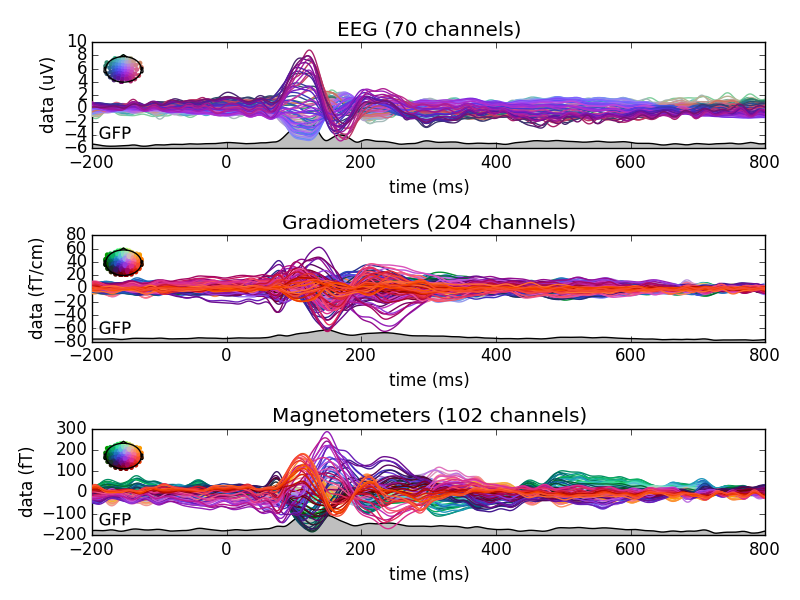 EEG (70 channels)
data (uV)
10
8
6
4
2
0
−2
−4
−6
GFP
−200 0 200 400 600 800
time (ms)
Gradiometers (204 channels)
data (fT/cm)
80
60
40
20
0
−20
−40
−60
−80
GFP
−200 0 200 400 600 800
time (ms)
Magnetometers (102 channels)
data (fT)
300
200
100
0
−100
−200
GFP
−200 0 200 400 600 800
time (ms)